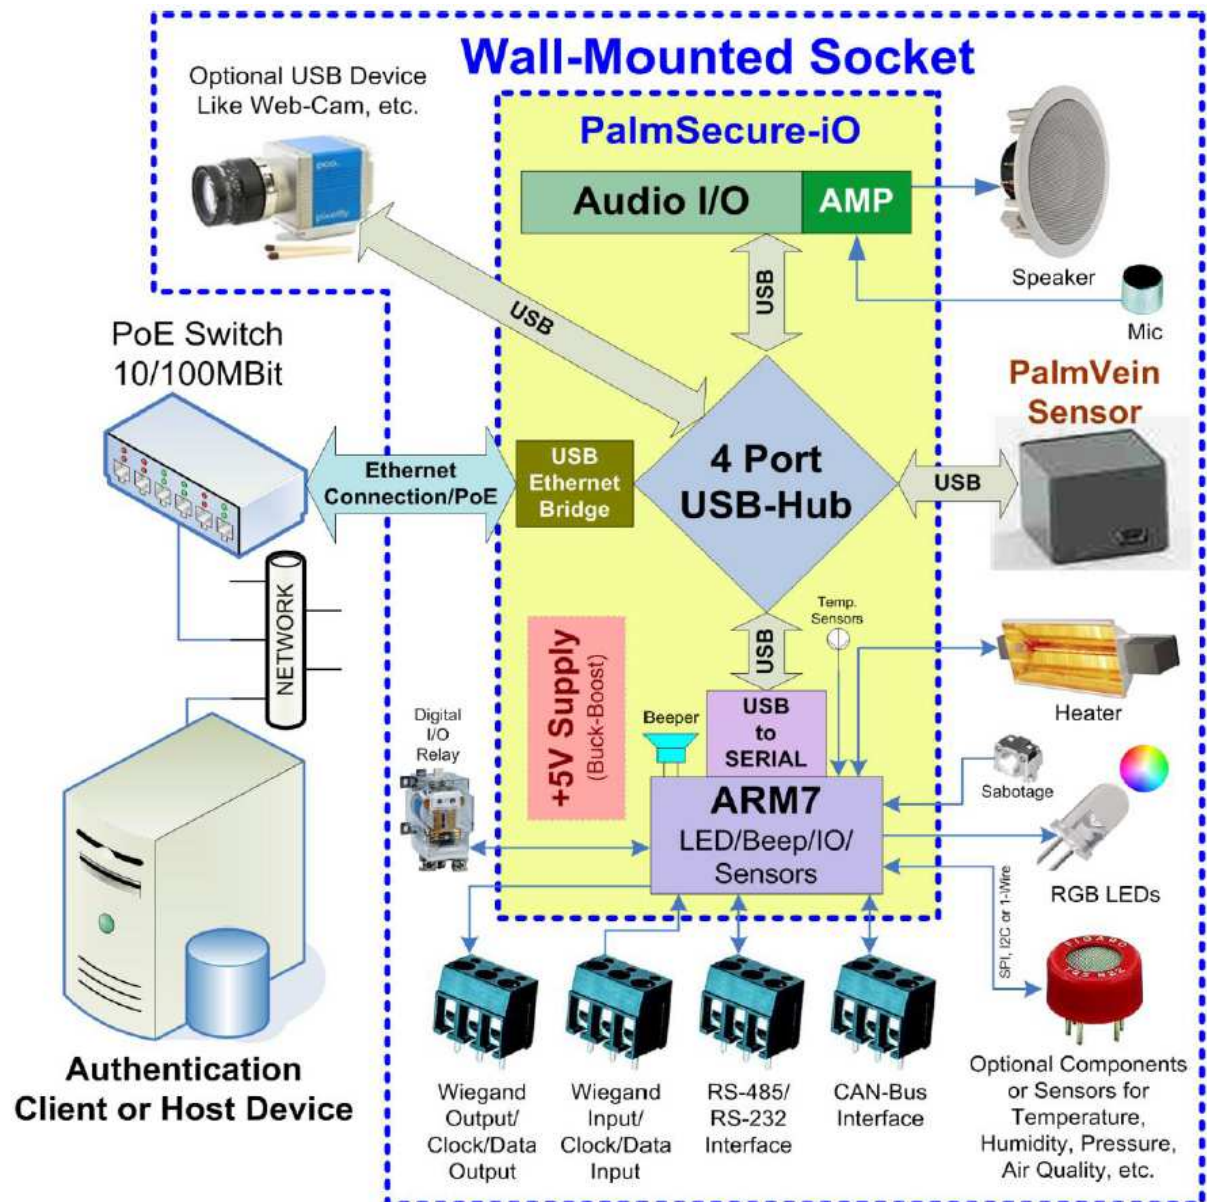 Wall-Mounted Socket
Optional USB Device
Like Web-Cam, etc.
pco.
pixelfly
PalmSecure-iO
Audio I/O
AMP
Speaker
Mic
USB
USB
PoE Switch
10/100MBit
Ethernet
Connection/PoE
USB
Ethernet
Bridge
4 Port
USB-Hub
USB
PalmVein
Sensor
NETWORK
+5V Supply
(Buck-Boost)
USB
Temp.
Sensors
Heater
Digital
I/O
Relay
Beeper
USB
to
SERIAL
Sabotage
ARM7
LED/Beep/IO/
Sensors
RGB LEDs
SPI, I2C or 1-Wire
FIGARO
Authentication
Client or Host Device
Wiegand
Output/
Clock/Data
Output
Wiegand
Input/
Clock/Data
Input
RS-485/
RS-232
Interface
CAN-Bus
Interface
Optional Components
or Sensors for
Temperature,
Humidity, Pressure,
Air Quality, etc.